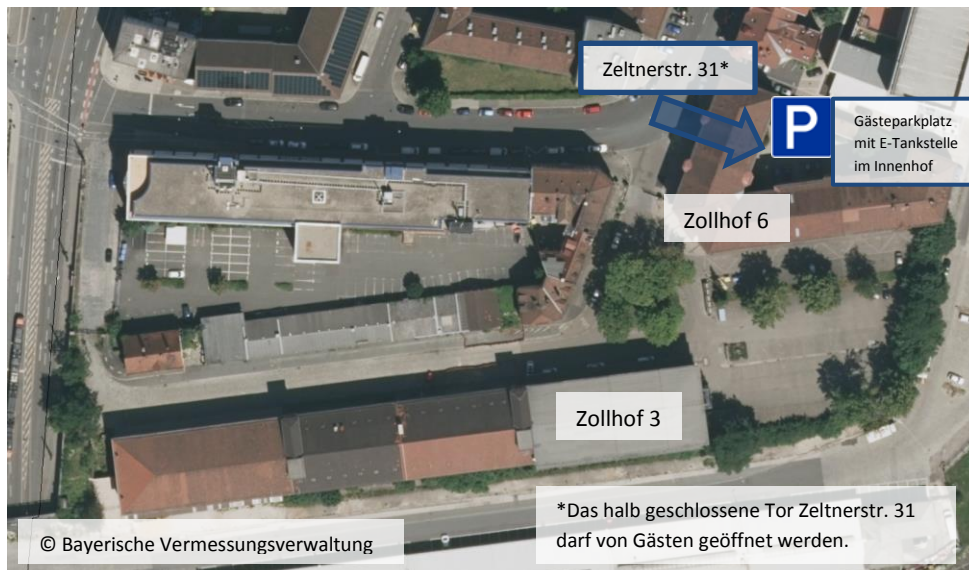 Zeltnerstr. 31*
P
Gästeparkplatz
mit E-Tankstelle
im Innenhof
Zollhof 6
Zollhof 3
*Das halb geschlossene Tor Zeltnerstr. 31
darf von Gästen geöffnet werden.
© Bayerische Vermessungsverwaltung